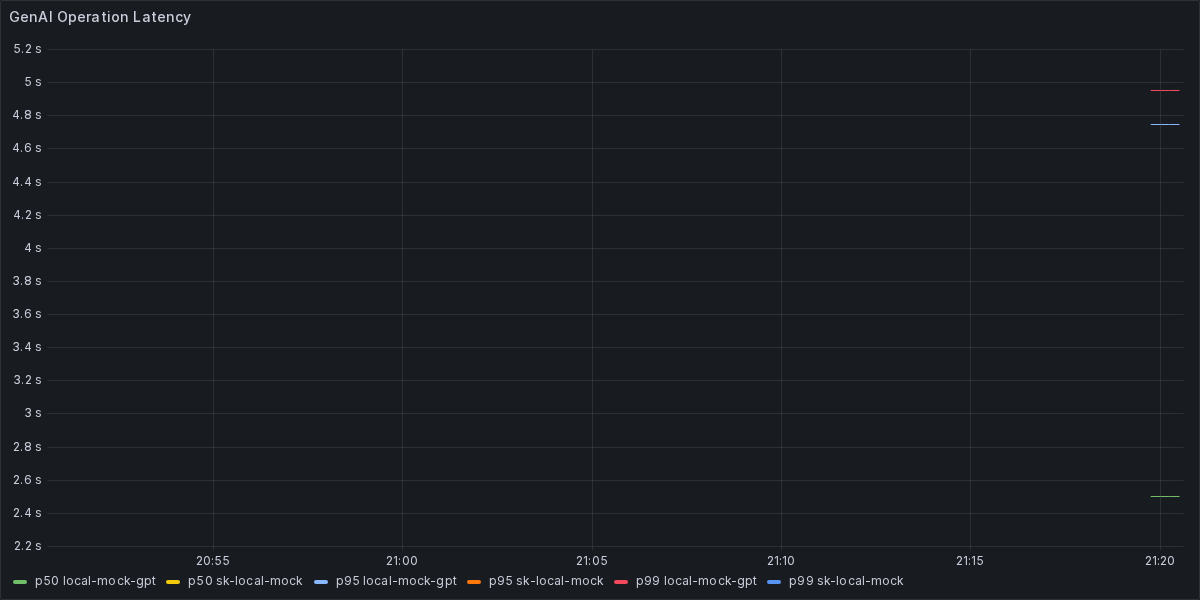 GenAI Operation Latency
5.2 s
5 s
4.8 s
4.6 s
4.4 s
4.2 s
4 s
3.8 s
3.6 s
3.4 s
3.2 s
3 s
2.8 s
2.6 s
2.4 s
2.2 s
20:55 21:00 21:05 21:10 21:15 21:20
p50 local-mock-gpt p50 sk-local-mock p95 local-mock-gpt p95 sk-local-mock p99 local-mock-gpt p99 sk-local-mock